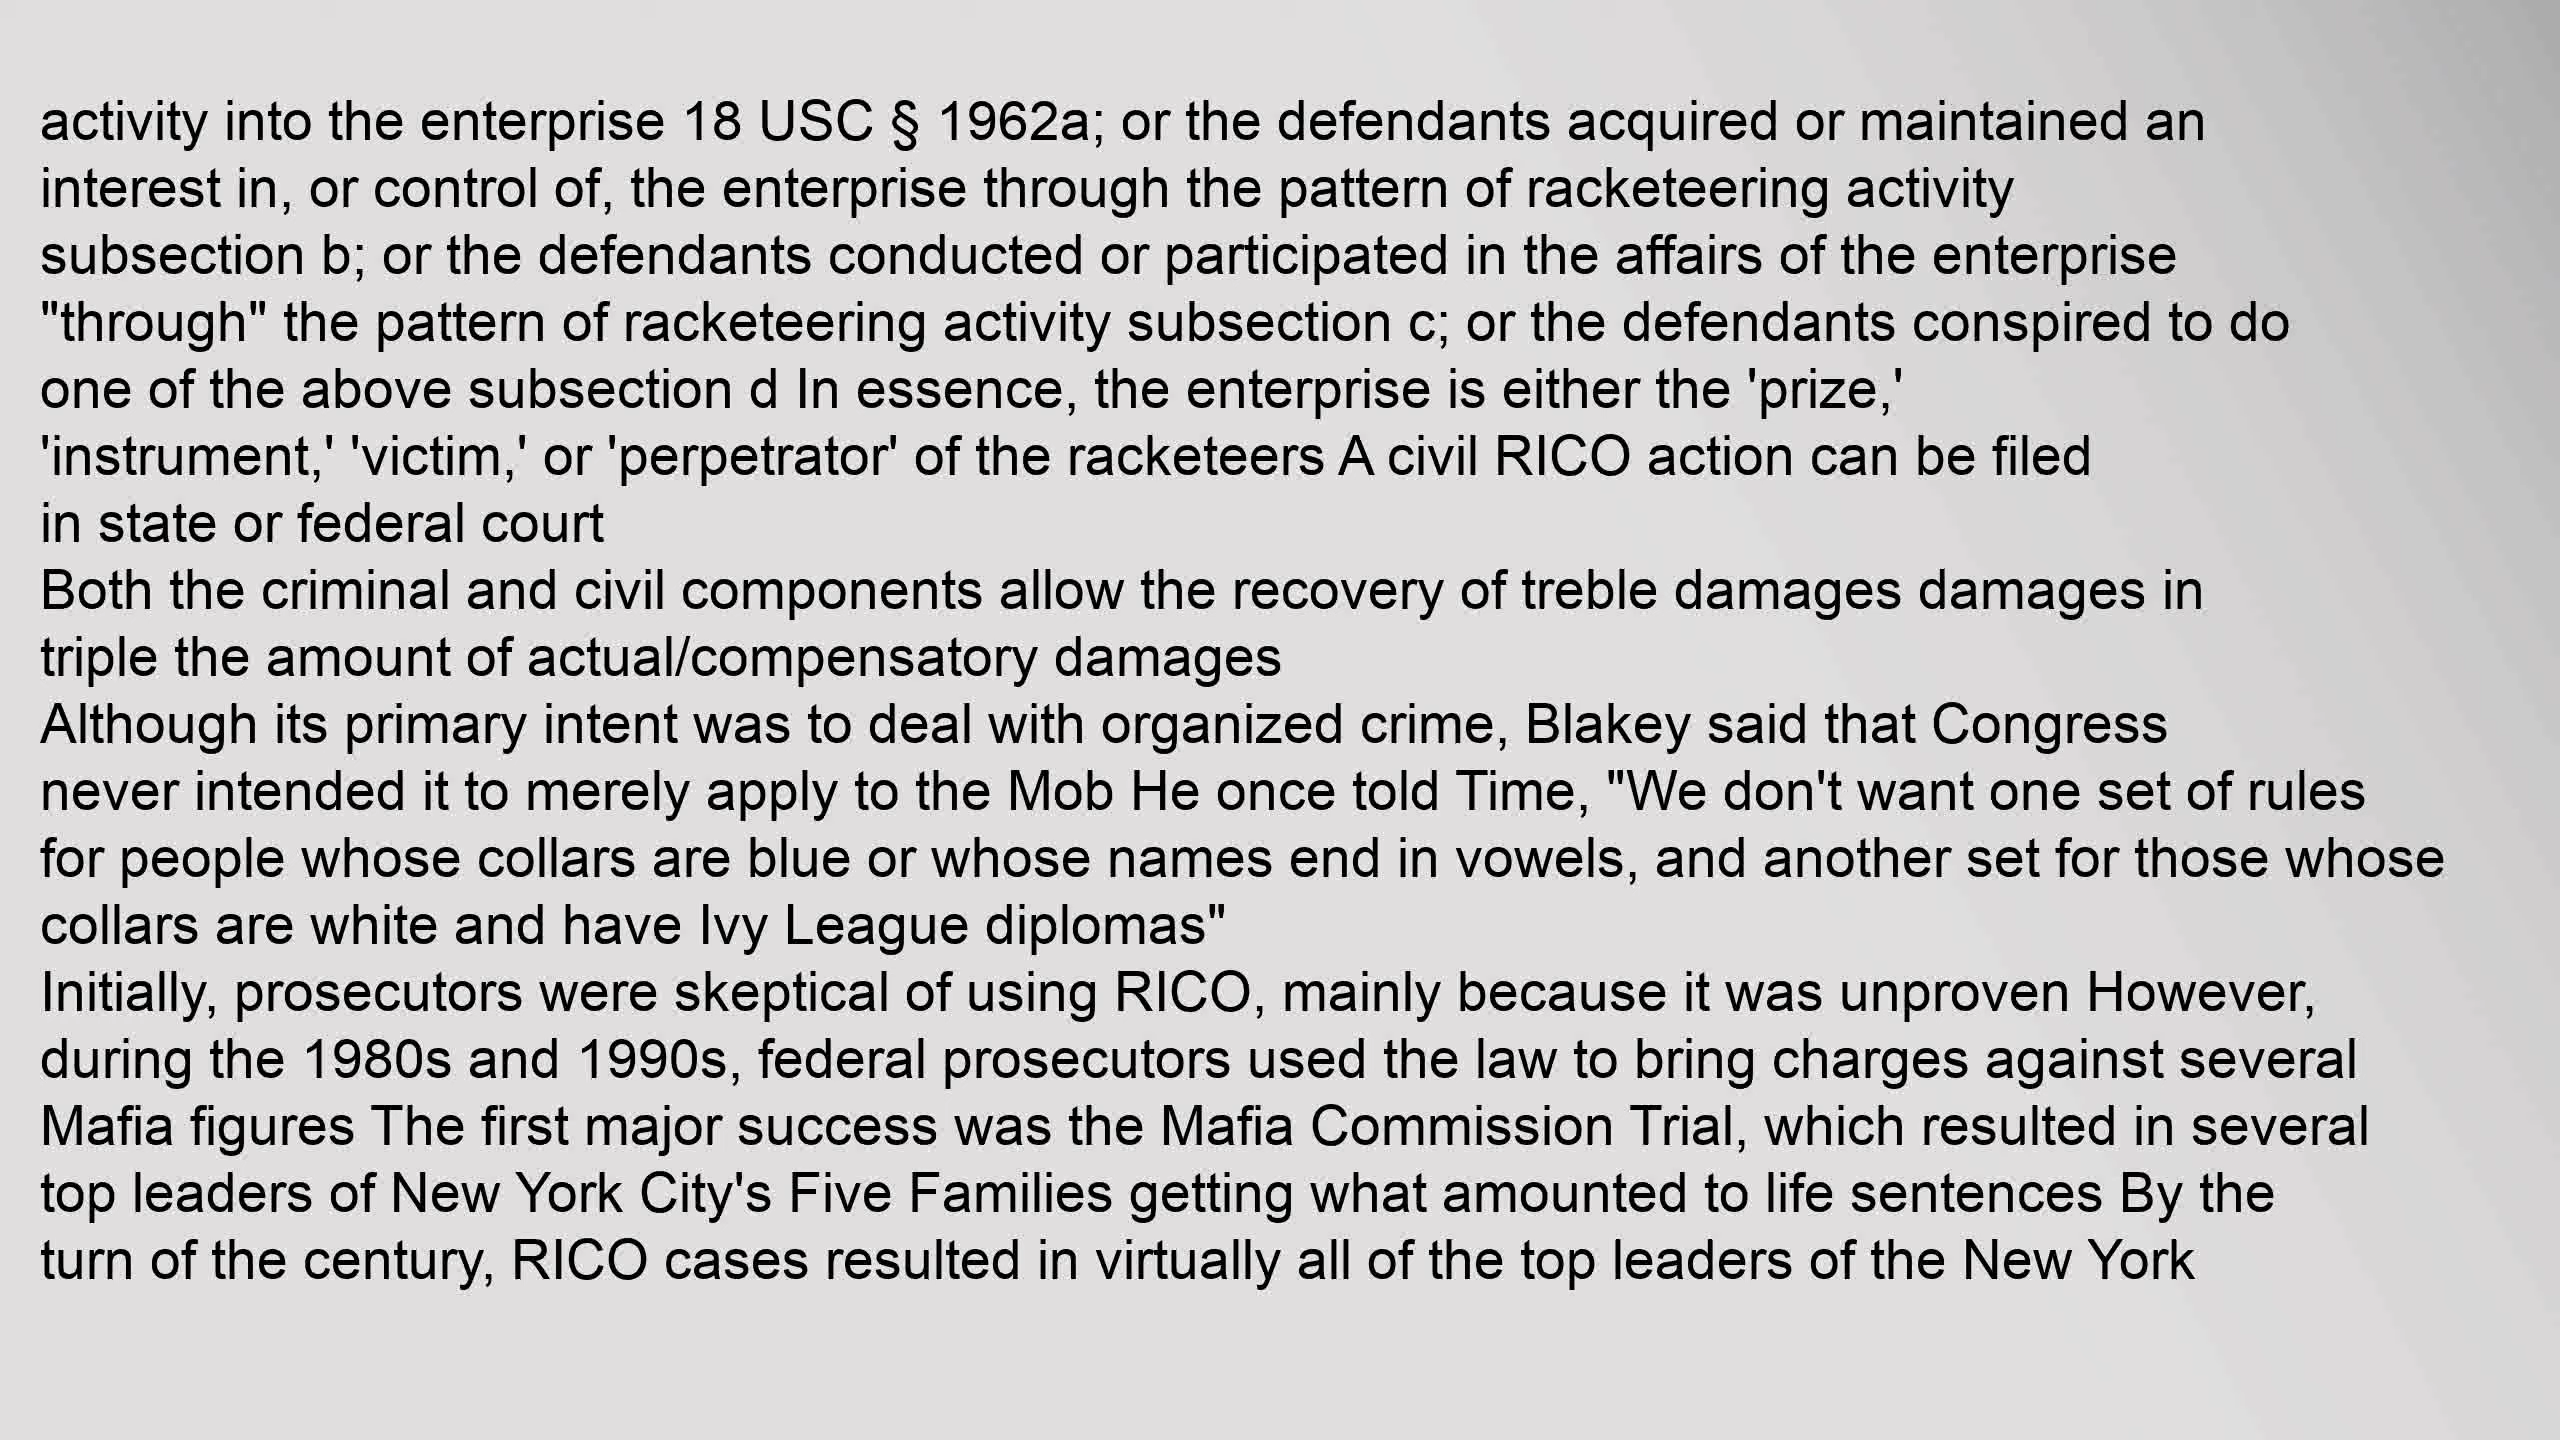 activity into the enterprise 18 USC § 1962a; or the defendants acquired or maintained an
interest in, or control of, the enterprise through the pattern of racketeering activity
subsection b; or the defendants conducted or participated in the affairs of the enterprise
"through" the pattern of racketeering activity subsection c; or the defendants conspired to do
one of the above subsection d In essence, the enterprise is either the 'prize,'
'instrument,' 'victim,' or 'perpetrator' of the racketeers A civil RICO action can be filed
in state or federal court
Both the criminal and civil components allow the recovery of treble damages damages in
triple the amount of actual/compensatory damages
Although its primary intent was to deal with organized crime, Blakey said that Congress
never intended it to merely apply to the Mob He once told Time, "We don't want one set of rules
for people whose collars are blue or whose names end in vowels, and another set for those whose
collars are white and have Ivy League diplomas"
Initially, prosecutors were skeptical of using RICO, mainly because it was unproven However,
during the 1980s and 1990s, federal prosecutors used the law to bring charges against several
Mafia figures The first major success was the Mafia Commission Trial, which resulted in several
top leaders of New York City's Five Families getting what amounted to life sentences By the
turn of the century, RICO cases resulted in virtually all of the top leaders of the New York